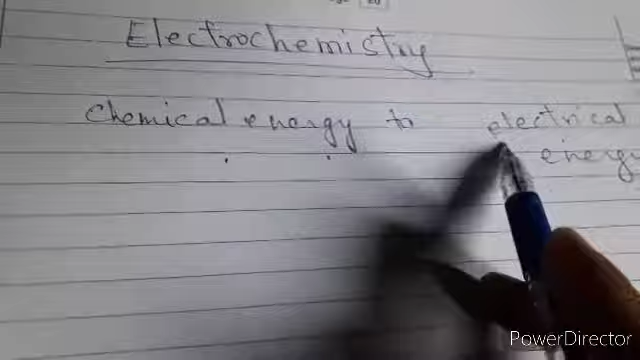 Electrochemistry
Chemical energy to electrical
energy
PowerDirector